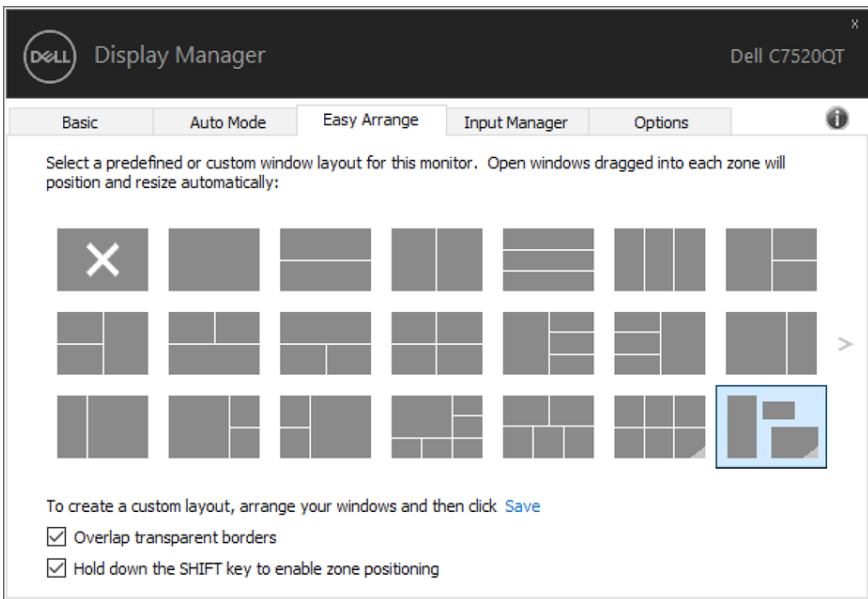 x
DELL
Display Manager
Dell C7520QT
Basic
Auto Mode
Easy Arrange
Input Manager
Options
i
Select a predefined or custom window layout for this monitor.  Open windows dragged into each zone will
position and resize automatically:
>
To create a custom layout, arrange your windows and then click  Save
Overlap transparent borders
Hold down the SHIFT key to enable zone positioning